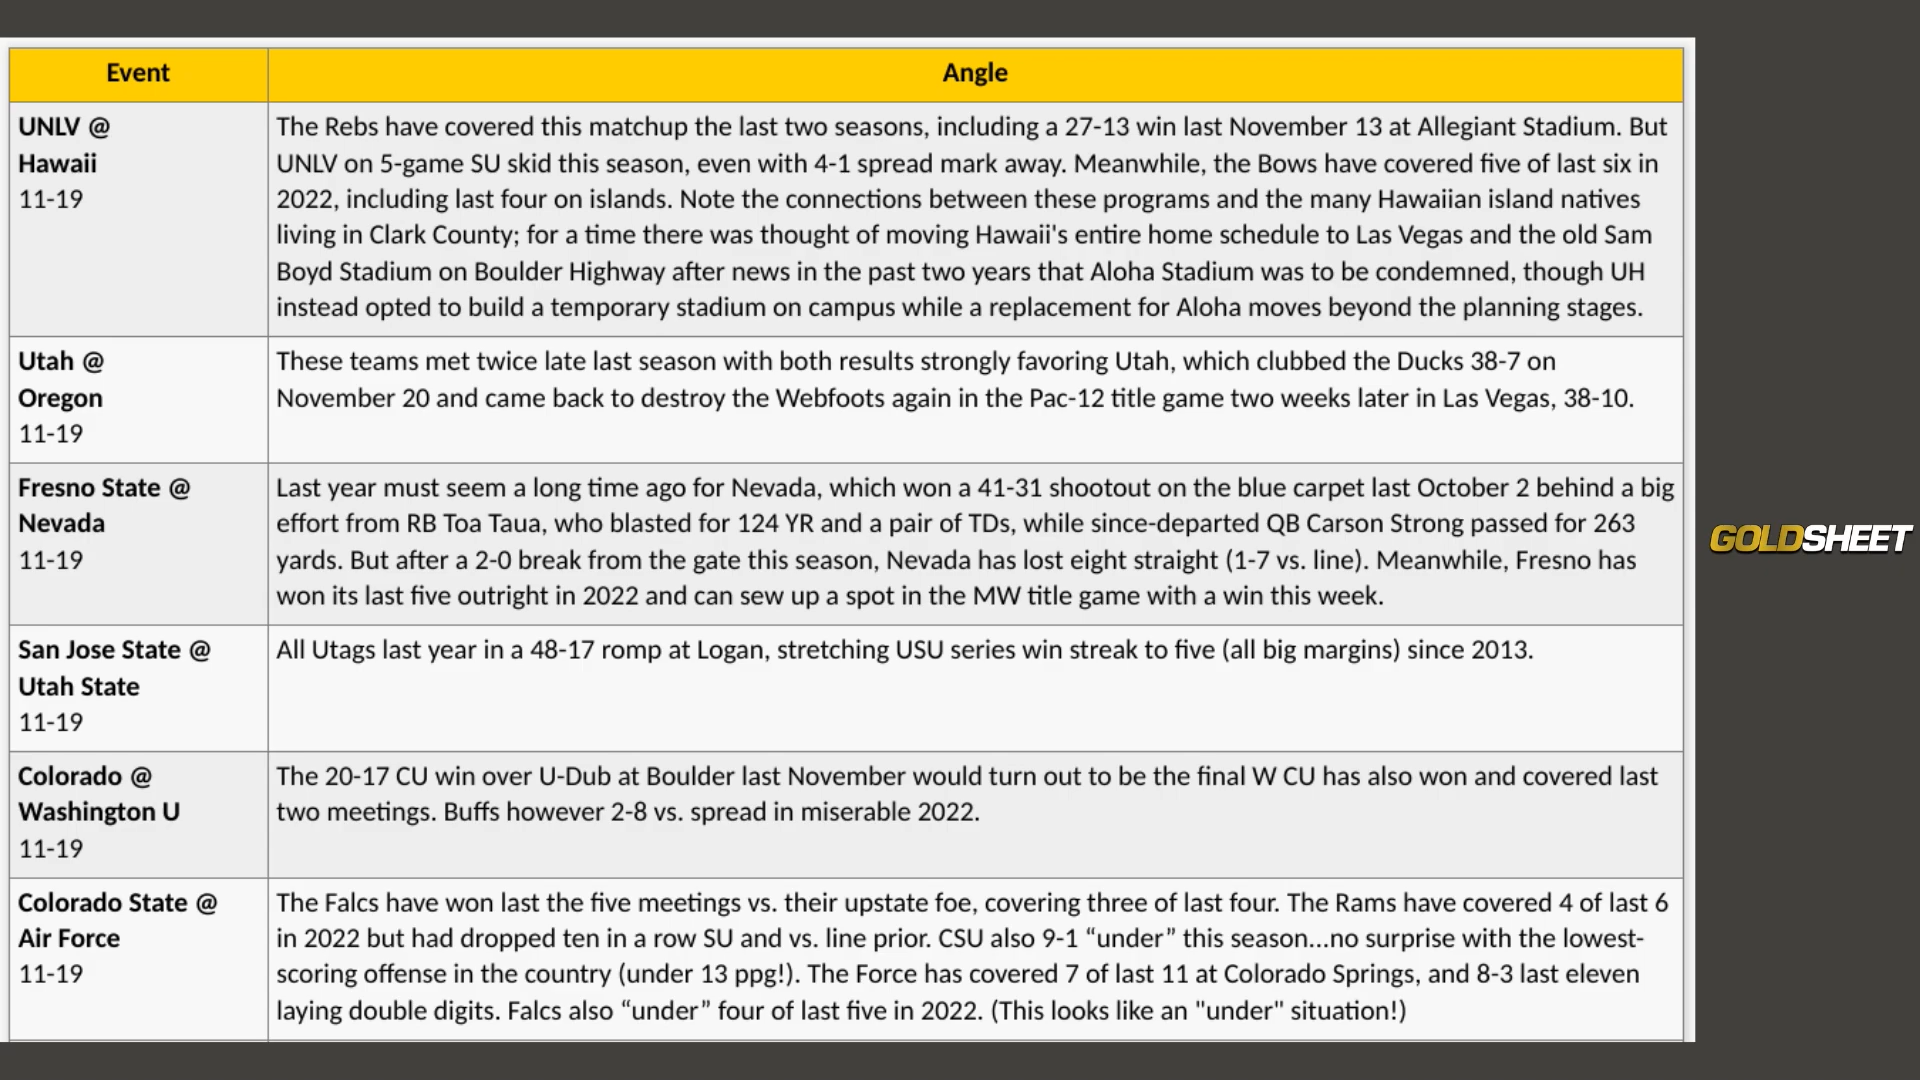 Event
Angle
UNLV @
Hawaii
11-19
The Rebs have covered this matchup the last two seasons, including a 27-13 win last November 13 at Allegiant Stadium. But
UNLV on 5-game SU skid this season, even with 4-1 spread mark away. Meanwhile, the Bows have covered five of last six in
2022, including last four on islands. Note the connections between these programs and the many Hawaiian island natives
living in Clark County; for a time there was thought of moving Hawaii's entire home schedule to Las Vegas and the old Sam
Boyd Stadium on Boulder Highway after news in the past two years that Aloha Stadium was to be condemned, though UH
instead opted to build a temporary stadium on campus while a replacement for Aloha moves beyond the planning stages.
Utah @
Oregon
11-19
These teams met twice late last season with both results strongly favoring Utah, which clubbed the Ducks 38-7 on
November 20 and came back to destroy the Webfoots again in the Pac-12 title game two weeks later in Las Vegas, 38-10.
Fresno State @
Nevada
11-19
Last year must seem a long time ago for Nevada, which won a 41-31 shootout on the blue carpet last October 2 behind a big
effort from RB Toa Taua, who blasted for 124 YR and a pair of TDs, while since-departed QB Carson Strong passed for 263
yards. But after a 2-0 break from the gate this season, Nevada has lost eight straight (1-7 vs. line). Meanwhile, Fresno has
won its last five outright in 2022 and can sew up a spot in the MW title game with a win this week.
San Jose State @
Utah State
11-19
All Utags last year in a 48-17 romp at Logan, stretching USU series win streak to five (all big margins) since 2013.
Colorado @
Washington U
11-19
The 20-17 CU win over U-Dub at Boulder last November would turn out to be the final W CU has also won and covered last
two meetings. Buffs however 2-8 vs. spread in miserable 2022.
Colorado State @
Air Force
11-19
The Falcs have won last the five meetings vs. their upstate foe, covering three of last four. The Rams have covered 4 of last 6
in 2022 but had dropped ten in a row SU and vs. line prior. CSU also 9-1 “under” this season...no surprise with the lowest-
scoring offense in the country (under 13 ppg!). The Force has covered 7 of last 11 at Colorado Springs, and 8-3 last eleven
laying double digits. Falcs also “under” four of last five in 2022. (This looks like an "under" situation!)
GOLDSHEET